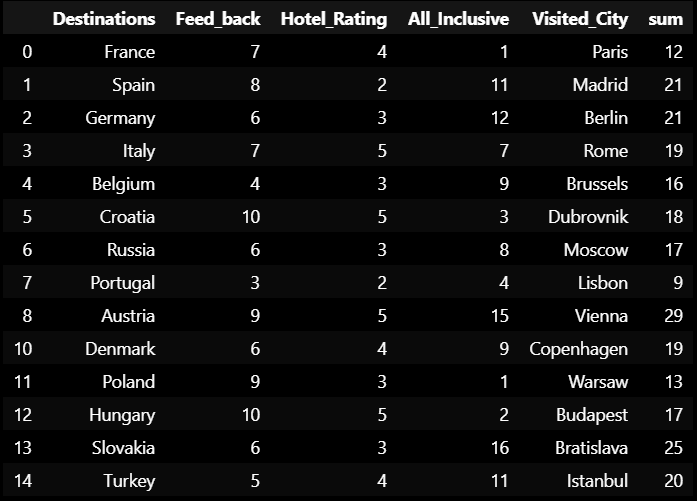 Destinations Feed_back Hotel_Rating All_Inclusive Visited_City sum
0 France 7 4 1 Paris 12
1 Spain 8 2 11 Madrid 21
2 Germany 6 3 12 Berlin 21
3 Italy 7 5 7 Rome 19
4 Belgium 4 3 9 Brussels 16
5 Croatia 10 5 3 Dubrovnik 18
6 Russia 6 3 8 Moscow 17
7 Portugal 3 2 4 Lisbon 9
8 Austria 9 5 15 Vienna 29
10 Denmark 6 4 9 Copenhagen 19
11 Poland 9 3 1 Warsaw 13
12 Hungary 10 5 2 Budapest 17
13 Slovakia 6 3 16 Bratislava 25
14 Turkey 5 4 11 Istanbul 20